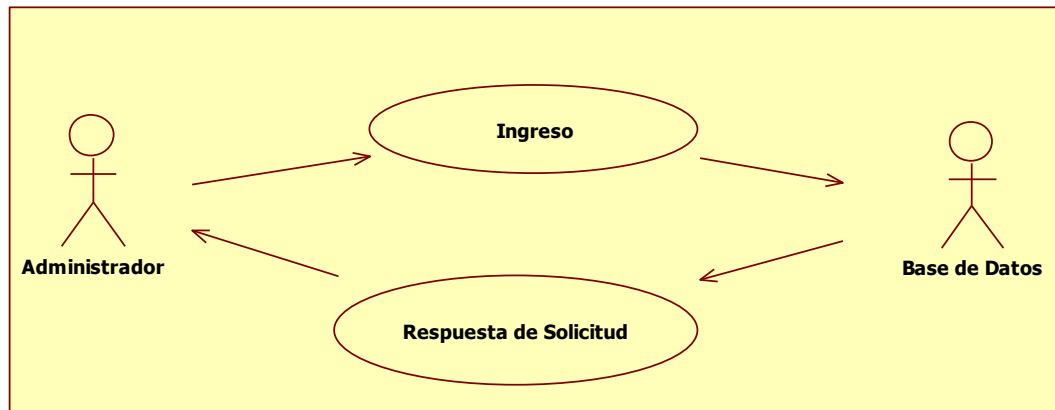 Ingreso
Administrador
Base de Datos
Respuesta de Solicitud